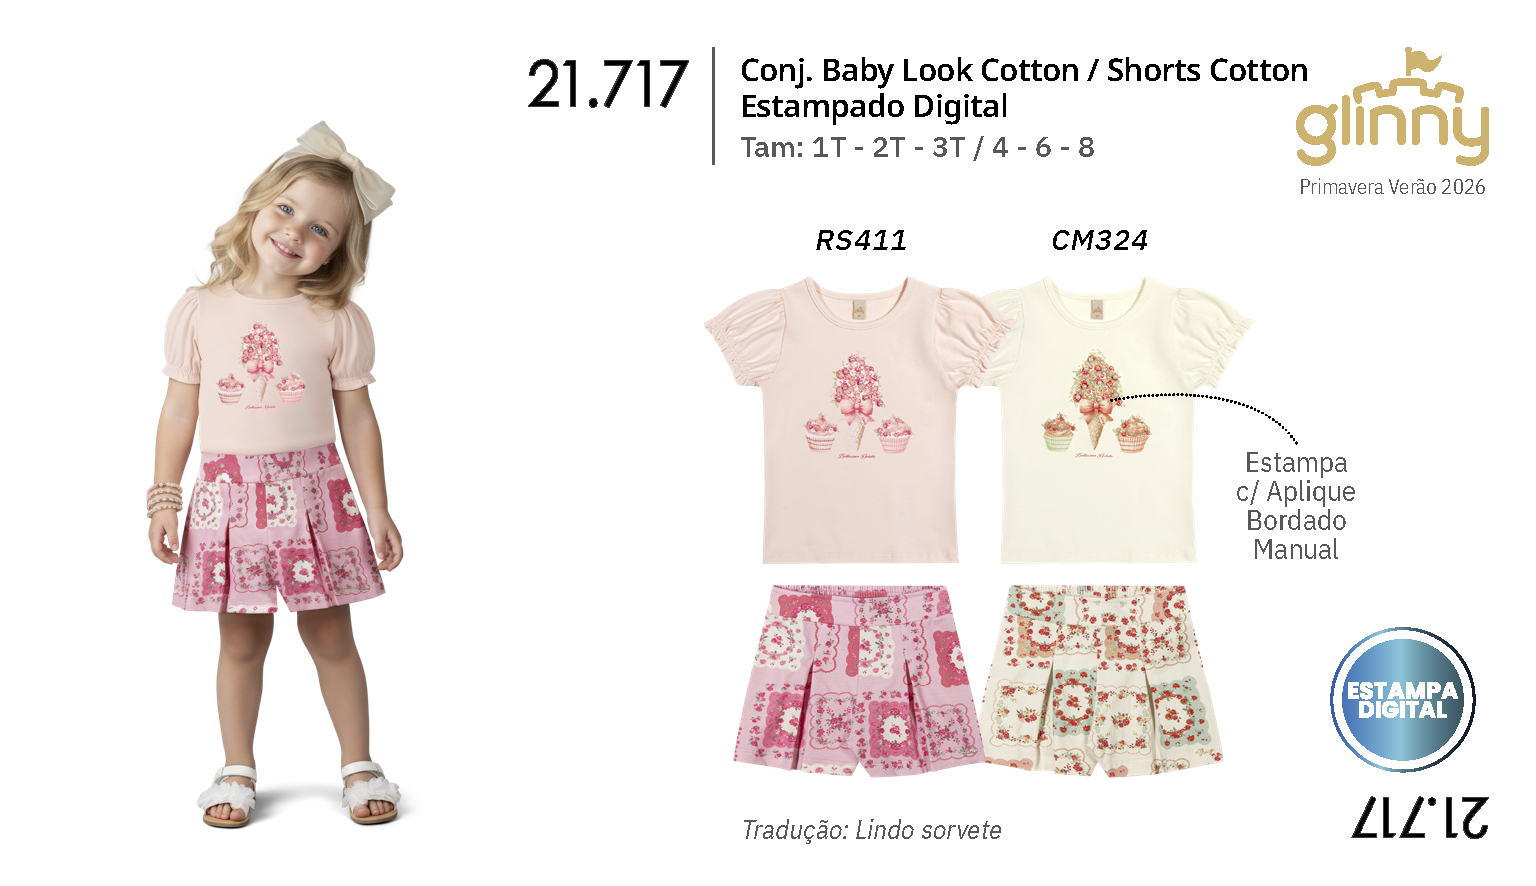 21.717
Conj. Baby Look Cotton / Shorts Cotton
Estampado Digital
Tam: 1T - 2T - 3T / 4 - 6 - 8
glinny
Primavera Verão 2026
RS411
CM324
Estampa
c/ Aplique
Bordado
Manual
ESTAMPA
DIGITAL
Tradução: Lindo sorvete
21.717